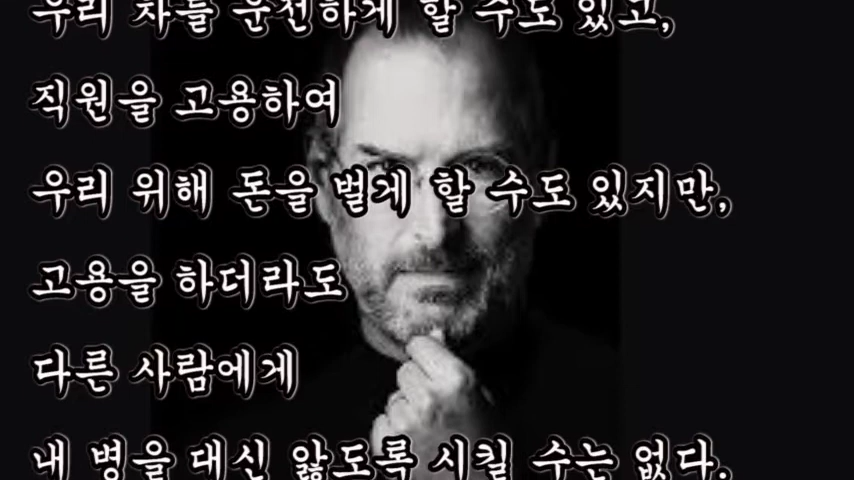 우리 차를 운전하게 할 수도 있고,
직원을 고용하여
우리 위해 돈을 벌게 할 수도 있지만,
고용을 하더라도
다른 사람에게
내 병을 대신 앓도록 시킬 수는 없다.